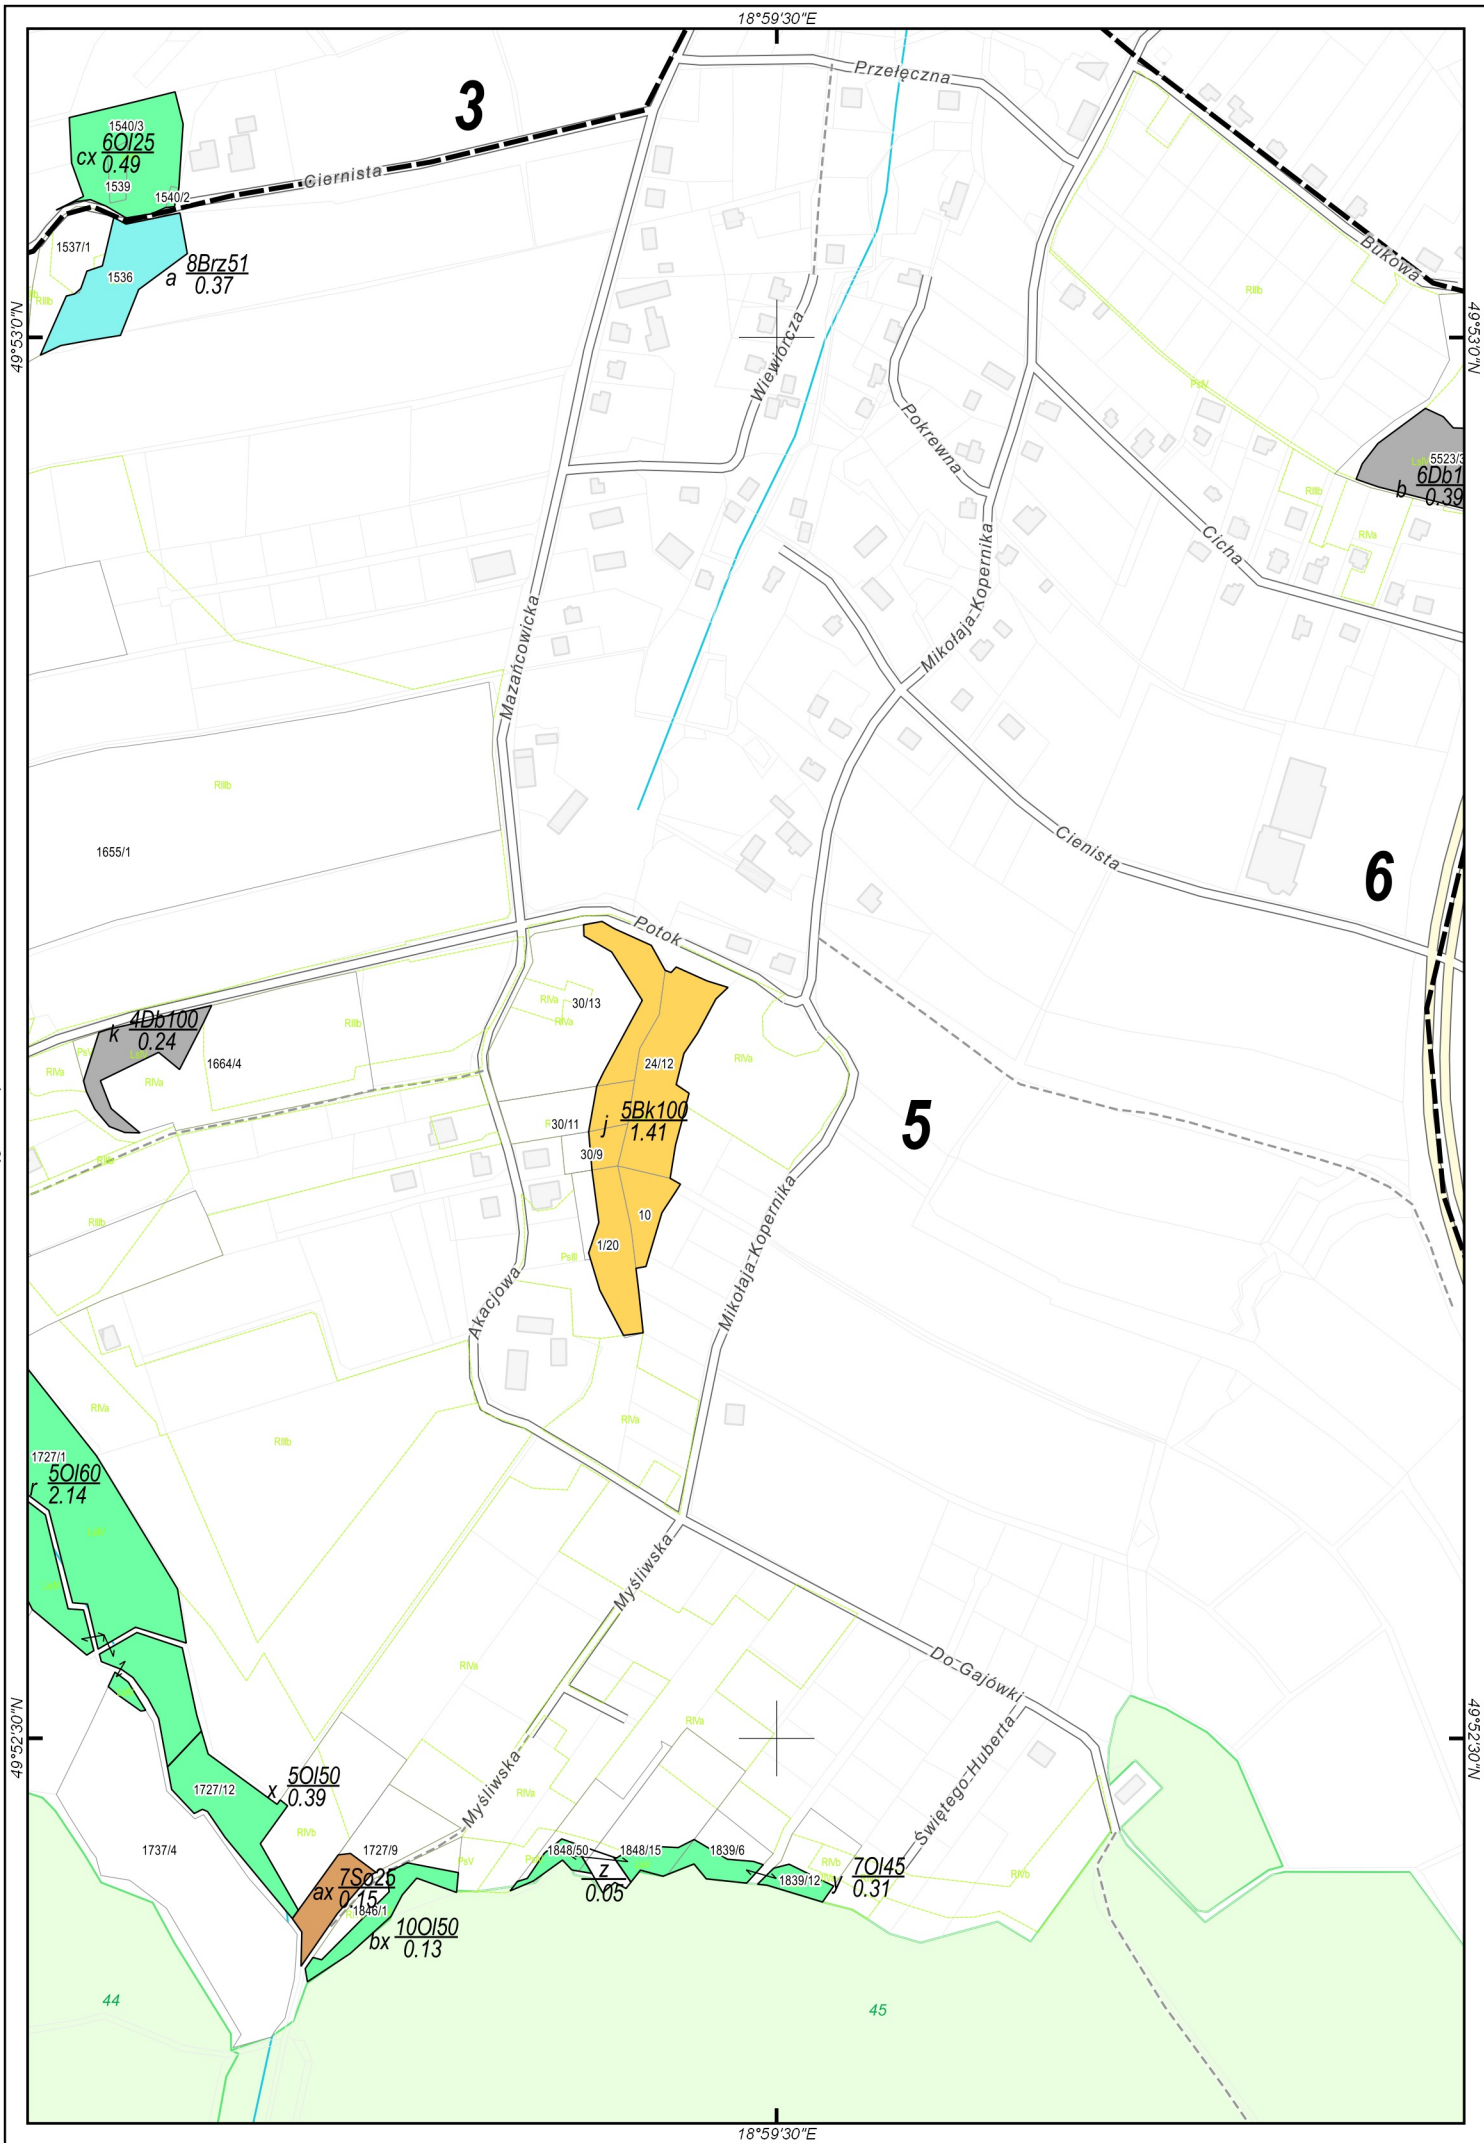 18°59'30"E
Przełęczna
3
1540/3
cx 6Ol25
0.49
1539
1540/2
Ciernista
1537/1
1536
a 8Brz51
0.37
RIIIb
Bukowa
RIIIb
49°53'0"N
49°53'0"N
Wiewiórcza
PsIV
Pokrewna
5523/3
b 6Db1
0.39
RIIIb
RIVa
Cicha
Mikołaja Kopernika
Mazańcowicka
RIIIb
1655/1
Cienista
6
Potok
RIVa
30/13
RIVa
k 4Db100
0.24
RIIIb
1664/4
RIVa
RIVa
24/12
RIVa
j 5Bk100
1.41
30/11
5
30/9
RIIIb
RIIIb
10
1/20
PsIII
Mikołaja Kopernika
Akacjowa
RIVa
RIVa
RIIIb
1727/1
r 5Ol60
2.14
Myśliwska
Do Gajówki
RIVa
RIVa
Świętego Huberta
49°52'30"N
49°52'30"N
Myśliwska
x 5Ol50
0.39
1727/12
RIVa
RIVb
1737/4
1727/9
PsV
1848/50
1848/15
1839/6
z
0.05
1839/12
RIVb
y 7Ol45
0.31
RIVb
ax 7So25
0.15
1846/1
bx 10Ol50
0.13
44
45
18°59'30"E